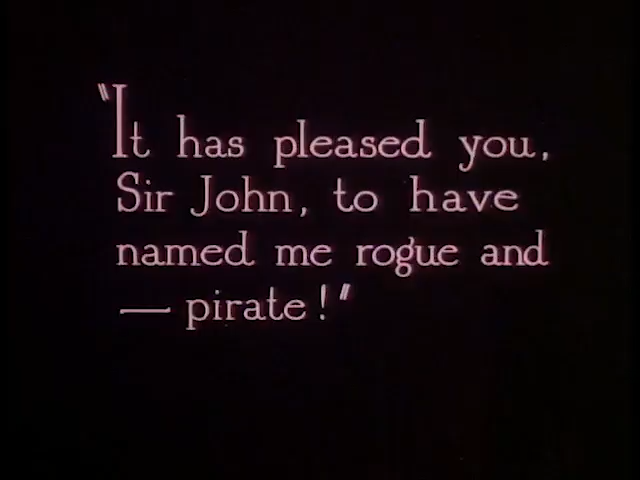 "It has pleased you,
Sir John, to have
named me rogue and
— pirate!"